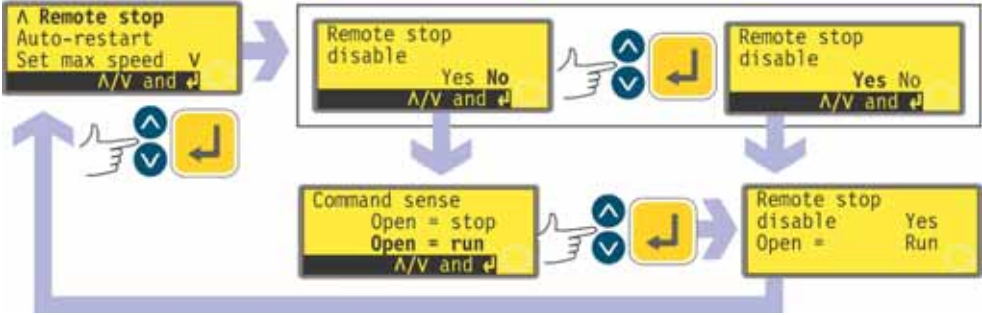 Λ Remote stop
Auto-restart
Set max speed V
Λ/V and ↲
Remote stop
disable
Yes No
Λ/V and ↲
Remote stop
disable
Yes No
Λ/V and ↲
Command sense
Open = stop
Open = run
Λ/V and ↲
Remote stop
disable Yes
Open = Run